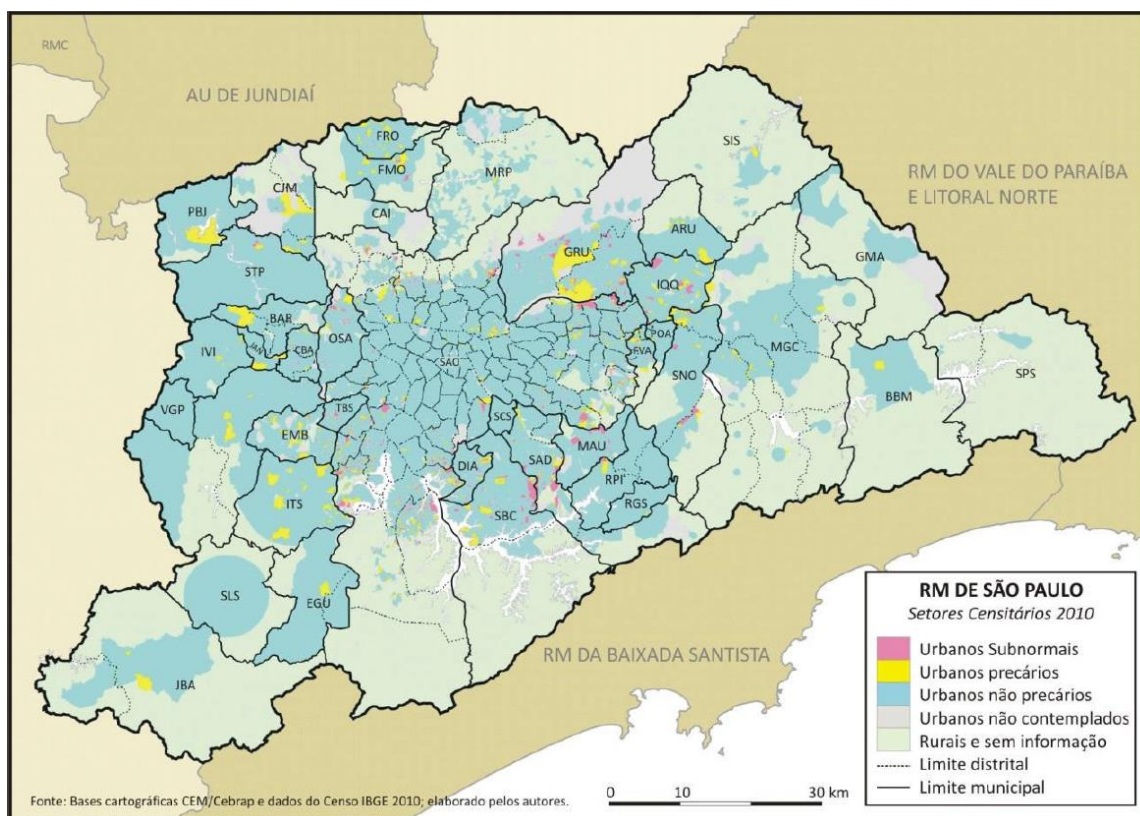 RMC
AU DE JUNDIAÍ
RM DO VALE DO PARAÍBA
E LITORAL NORTE
FRO
FMO
CJM
CAI
MRP
SIS
PBJ
STP
GRU
ARU
IQQ
GMA
BAR
JAN
CBA
OSA
IVI
SAO
POA
FVA
SNO
MGC
BBM
SPS
VGP
TBS
EMB
ITS
SCS
DIA
SAD
MAU
SBC
RPI
RGS
SLS
EGU
JBA
RM DA BAIXADA SANTISTA
RM DE SÃO PAULO
Setores Censitários 2010
Urbanos Subnormais
Urbanos precários
Urbanos não precários
Urbanos não contemplados
Rurais e sem informação
Limite distrital
Limite municipal
Fonte: Bases cartográficas CEM/Cebrap e dados do Censo IBGE 2010; elaborado pelos autores.
0 10 20 30 km